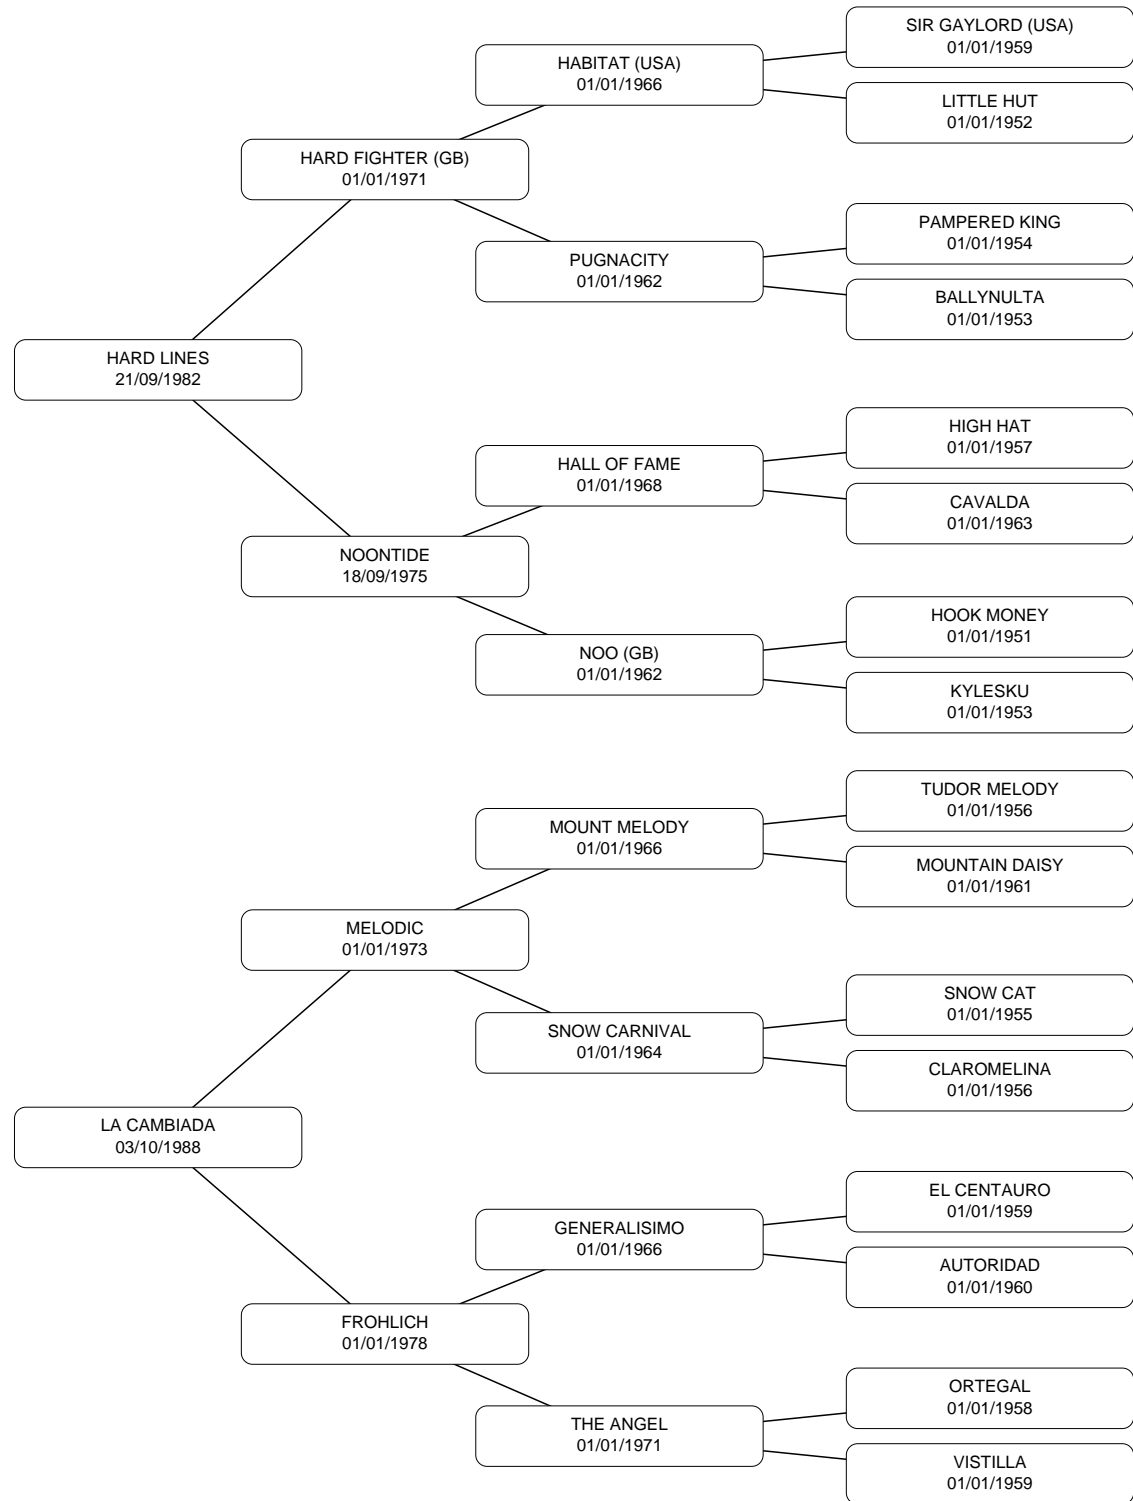 SIR GAYLORD (USA)
01/01/1959
HABITAT (USA)
01/01/1966
LITTLE HUT
01/01/1952
HARD FIGHTER (GB)
01/01/1971
PAMPERED KING
01/01/1954
PUGNACITY
01/01/1962
BALLYNULTA
01/01/1953
HARD LINES
21/09/1982
HIGH HAT
01/01/1957
HALL OF FAME
01/01/1968
CAVALDA
01/01/1963
NOONTIDE
18/09/1975
HOOK MONEY
01/01/1951
NOO (GB)
01/01/1962
KYLESKU
01/01/1953
TUDOR MELODY
01/01/1956
MOUNT MELODY
01/01/1966
MOUNTAIN DAISY
01/01/1961
MELODIC
01/01/1973
SNOW CAT
01/01/1955
SNOW CARNIVAL
01/01/1964
CLAROMELINA
01/01/1956
LA CAMBIADA
03/10/1988
EL CENTAURO
01/01/1959
GENERALISIMO
01/01/1966
AUTORIDAD
01/01/1960
FROHLICH
01/01/1978
ORTEGAL
01/01/1958
THE ANGEL
01/01/1971
VISTILLA
01/01/1959